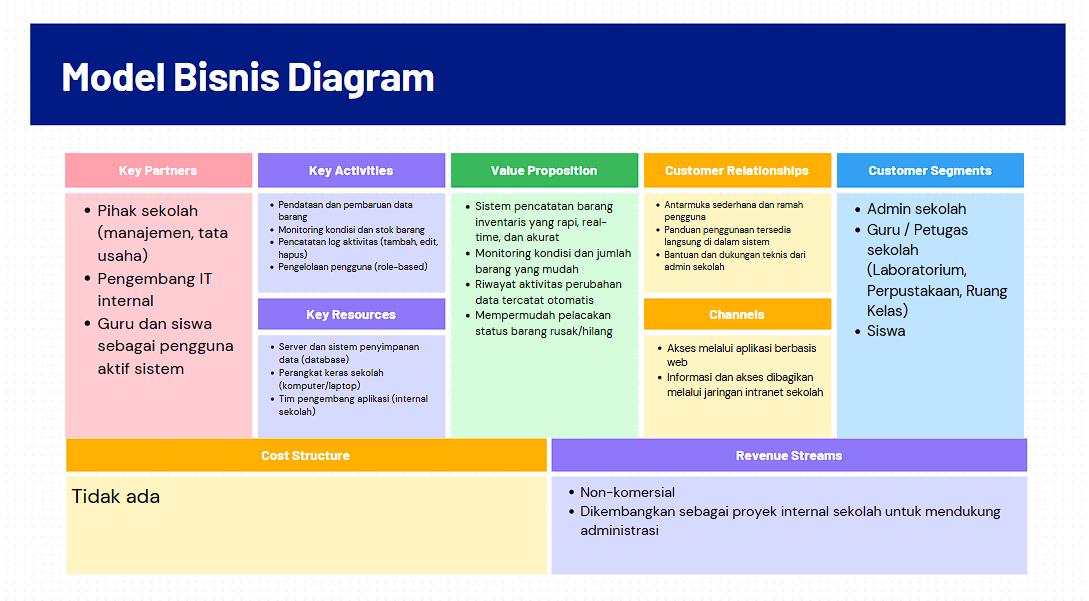 Model Bisnis Diagram
Key Partners
• Pihak sekolah
(manajemen, tata
usaha)
• Pengembang IT
internal
• Guru dan siswa
sebagai pengguna
aktif sistem
Key Activities
• Pendataan dan pembaruan data
barang
• Monitoring kondisi dan stok barang
• Pencatatan log aktivitas (tambah, edit,
hapus)
• Pengelolaan pengguna (role-based)
Key Resources
• Server dan sistem penyimpanan
data (database)
• Perangkat keras sekolah
(komputer/laptop)
• Tim pengembang aplikasi (internal
sekolah)
Value Proposition
• Sistem pencatatan barang
inventaris yang rapi, real-
time, dan akurat
• Monitoring kondisi dan jumlah
barang yang mudah
• Riwayat aktivitas perubahan
data tercatat otomatis
• Mempermudah pelacakan
status barang rusak/hilang
Customer Relationships
• Antarmuka sederhana dan ramah
pengguna
• Panduan penggunaan tersedia
langsung di dalam sistem
• Bantuan dan dukungan teknis dari
admin sekolah
Channels
• Akses melalui aplikasi berbasis
web
• Informasi dan akses dibagikan
melalui jaringan intranet sekolah
Customer Segments
• Admin sekolah
• Guru / Petugas
sekolah
(Laboratorium,
Perpustakaan, Ruang
Kelas)
• Siswa
Cost Structure
Tidak ada
Revenue Streams
• Non-komersial
• Dikembangkan sebagai proyek internal sekolah untuk mendukung
administrasi